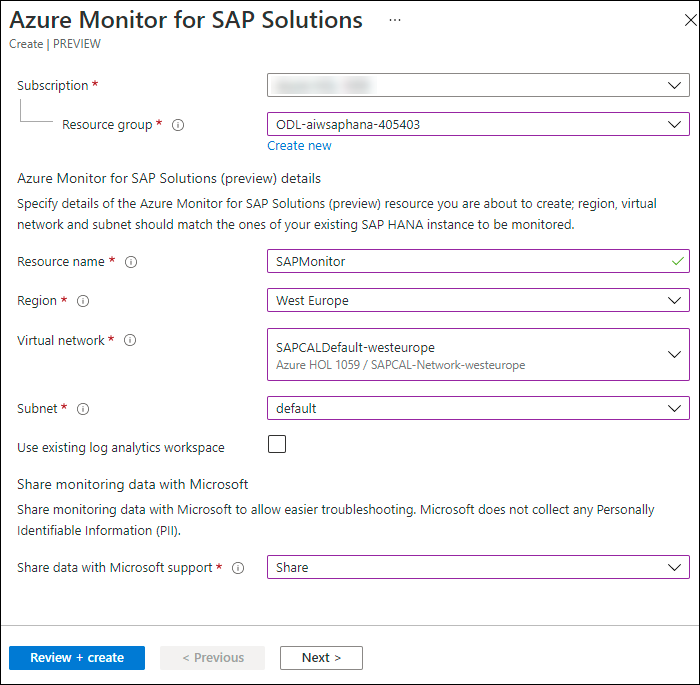 Azure Monitor for SAP Solutions ...
Create | PREVIEW
Subscription *
Resource group *
ODL-aiwsaphana-405403
Create new
Azure Monitor for SAP Solutions (preview) details
Specify details of the Azure Monitor for SAP Solutions (preview) resource you are about to create; region, virtual
network and subnet should match the ones of your existing SAP HANA instance to be monitored.
Resource name *
SAPMonitor
Region *
West Europe
Virtual network *
SAPCALDefault-westeurope
Azure HOL 1059 / SAPCAL-Network-westeurope
Subnet *
default
Use existing log analytics workspace
Share monitoring data with Microsoft
Share monitoring data with Microsoft to allow easier troubleshooting. Microsoft does not collect any Personally
Identifiable Information (PII).
Share data with Microsoft support *
Share
Review + create
< Previous
Next >